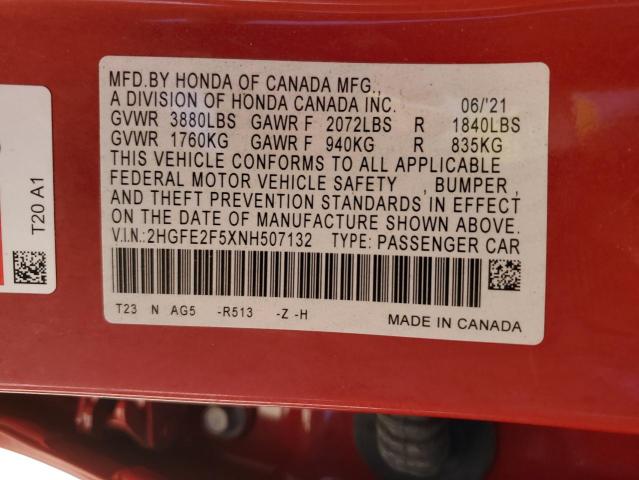 MFD.BY HONDA OF CANADA MFG.,
A DIVISION OF HONDA CANADA INC. 06/'21
GVWR 3880LBS GAWR F 2072LBS R 1840LBS
GVWR 1760KG GAWR F 940KG R 835KG
THIS VEHICLE CONFORMS TO ALL APPLICABLE
FEDERAL MOTOR VEHICLE SAFETY , BUMPER ,
AND THEFT PREVENTION STANDARDS IN EFFECT
ON THE DATE OF MANUFACTURE SHOWN ABOVE.
V.I.N.:2HGFE2F5XNH507132 TYPE: PASSENGER CAR
T23 N AG5 -R513 -Z -H
MADE IN CANADA
T20 A1